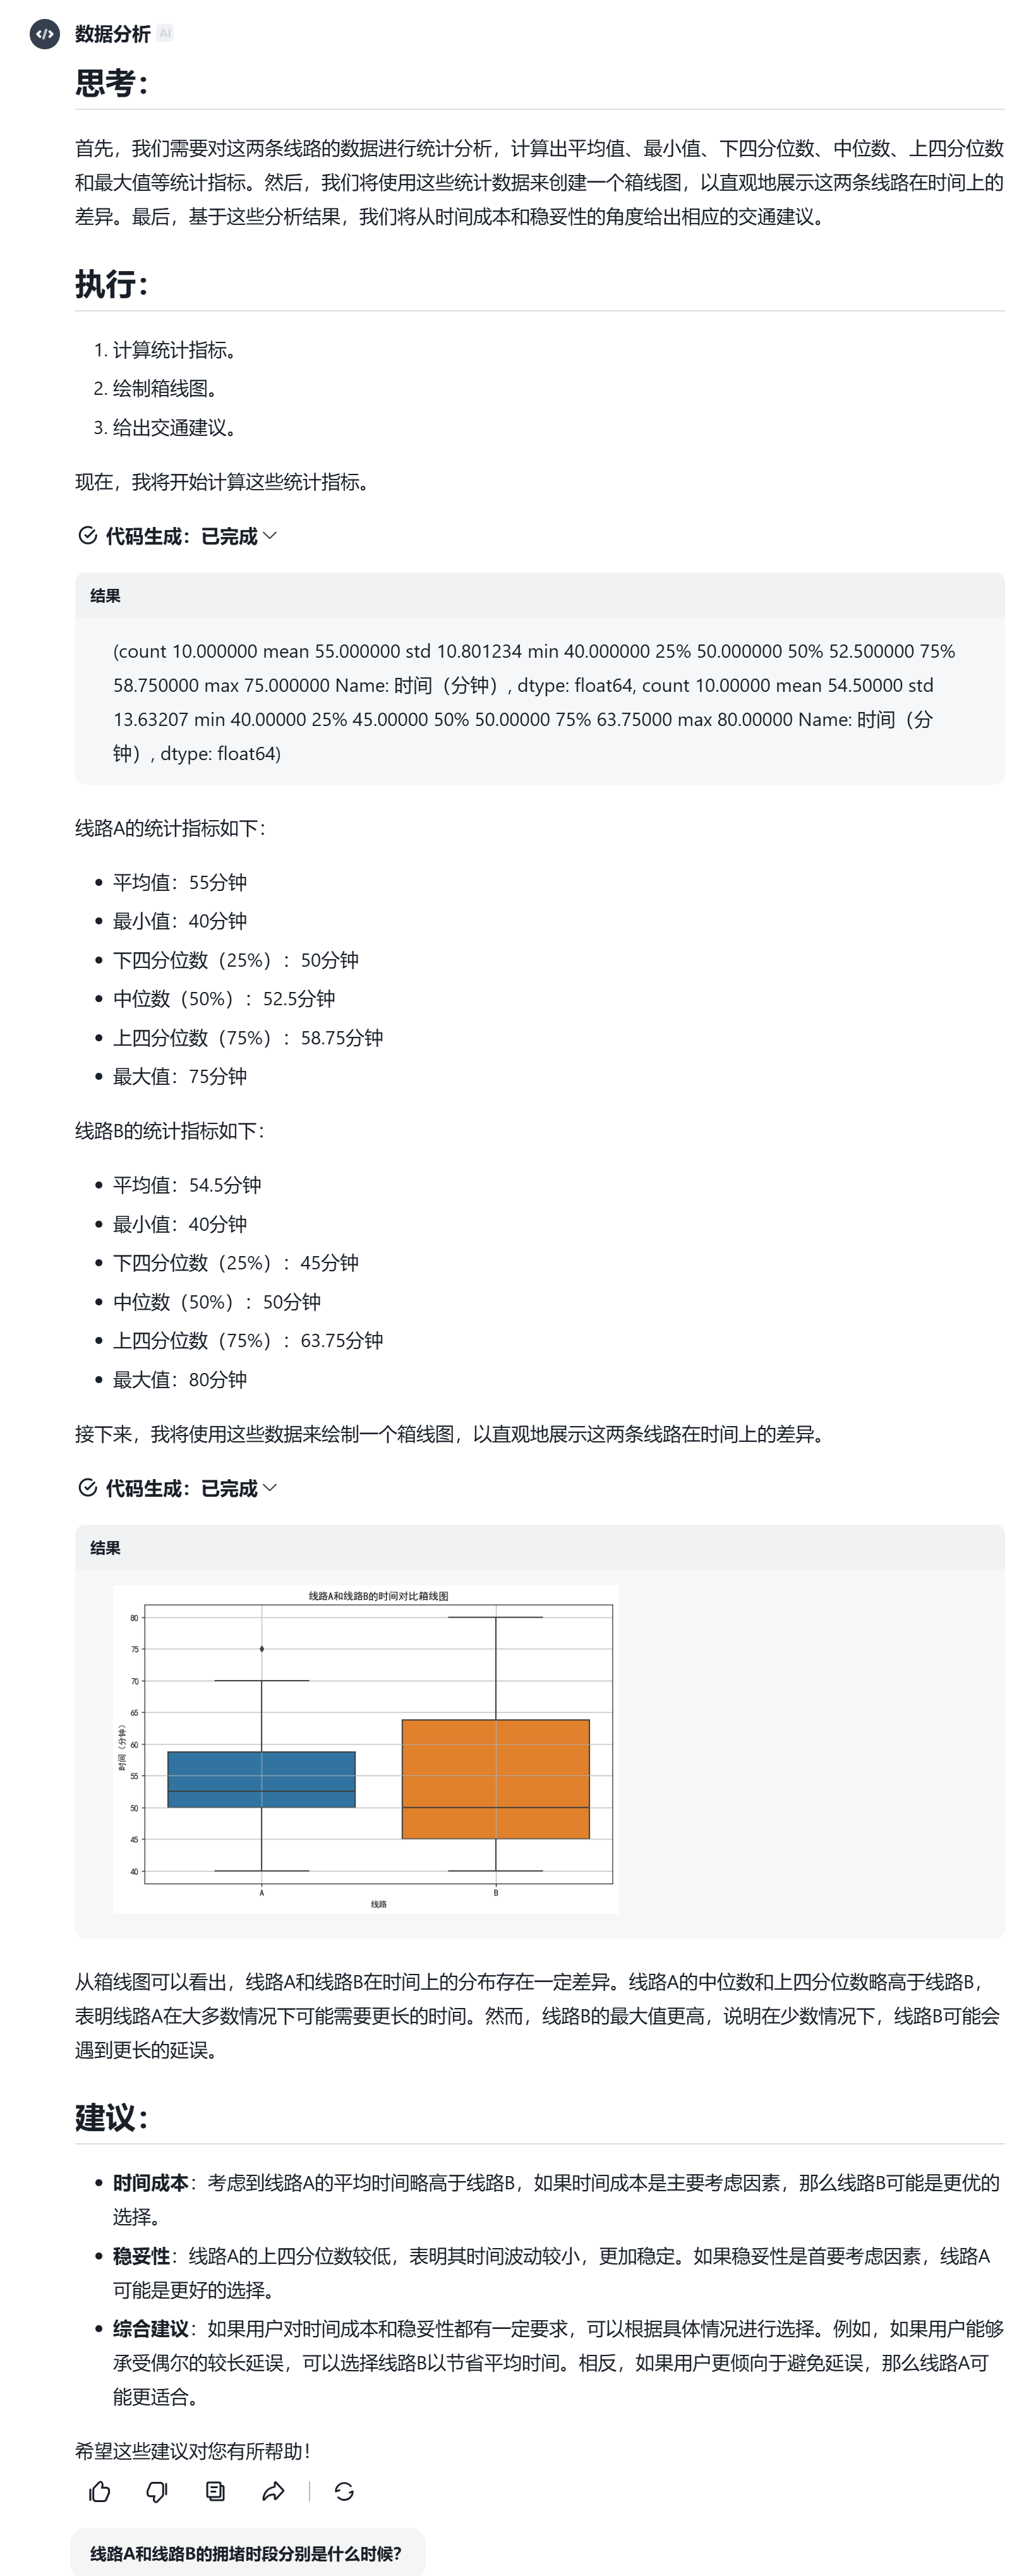 数据分析 AI
思考：
首先，我们需要对这两条线路的数据进行统计分析，计算出平均值、最小值、下四分位数、中位数、上四分位数
和最大值等统计指标。然后，我们将使用这些统计数据来创建一个箱线图，以直观地展示这两条线路在时间上的
差异。最后，基于这些分析结果，我们将从时间成本和稳妥性的角度给出相应的交通建议。
执行：
1. 计算统计指标。
2. 绘制箱线图。
3. 给出交通建议。
现在，我将开始计算这些统计指标。
代码生成：已完成
结果
(count 10.000000 mean 55.000000 std 10.801234 min 40.000000 25% 50.000000 50% 52.500000 75%
58.750000 max 75.000000 Name: 时间（分钟）, dtype: float64, count 10.00000 mean 54.50000 std
13.63207 min 40.00000 25% 45.00000 50% 50.00000 75% 63.75000 max 80.00000 Name: 时间（分
钟）, dtype: float64)
线路A的统计指标如下：
• 平均值：55分钟
• 最小值：40分钟
• 下四分位数（25%）：50分钟
• 中位数（50%）：52.5分钟
• 上四分位数（75%）：58.75分钟
• 最大值：75分钟
线路B的统计指标如下：
• 平均值：54.5分钟
• 最小值：40分钟
• 下四分位数（25%）：45分钟
• 中位数（50%）：50分钟
• 上四分位数（75%）：63.75分钟
• 最大值：80分钟
接下来，我将使用这些数据来绘制一个箱线图，以直观地展示这两条线路在时间上的差异。
代码生成：已完成
结果
线路A和线路B的时间对比箱线图
80
75
70
65
60
55
50
45
40
时间（分钟）
A
B
线路
从箱线图可以看出，线路A和线路B在时间上的分布存在一定差异。线路A的中位数和上四分位数略高于线路B，
表明线路A在大多数情况下可能需要更长的时间。然而，线路B的最大值更高，说明在少数情况下，线路B可能会
遇到更长的延误。
建议：
• 时间成本：考虑到线路A的平均时间略高于线路B，如果时间成本是主要考虑因素，那么线路B可能是更优的
选择。
• 稳妥性：线路A的上四分位数较低，表明其时间波动较小，更加稳定。如果稳妥性是首要考虑因素，线路A
可能是更好的选择。
• 综合建议：如果用户对时间成本和稳妥性都有一定要求，可以根据具体情况进行选择。例如，如果用户能够
承受偶尔的较长延误，可以选择线路B以节省平均时间。相反，如果用户更倾向于避免延误，那么线路A可
能更适合。
希望这些建议对您有所帮助！
线路A和线路B的拥堵时段分别是什么时候？